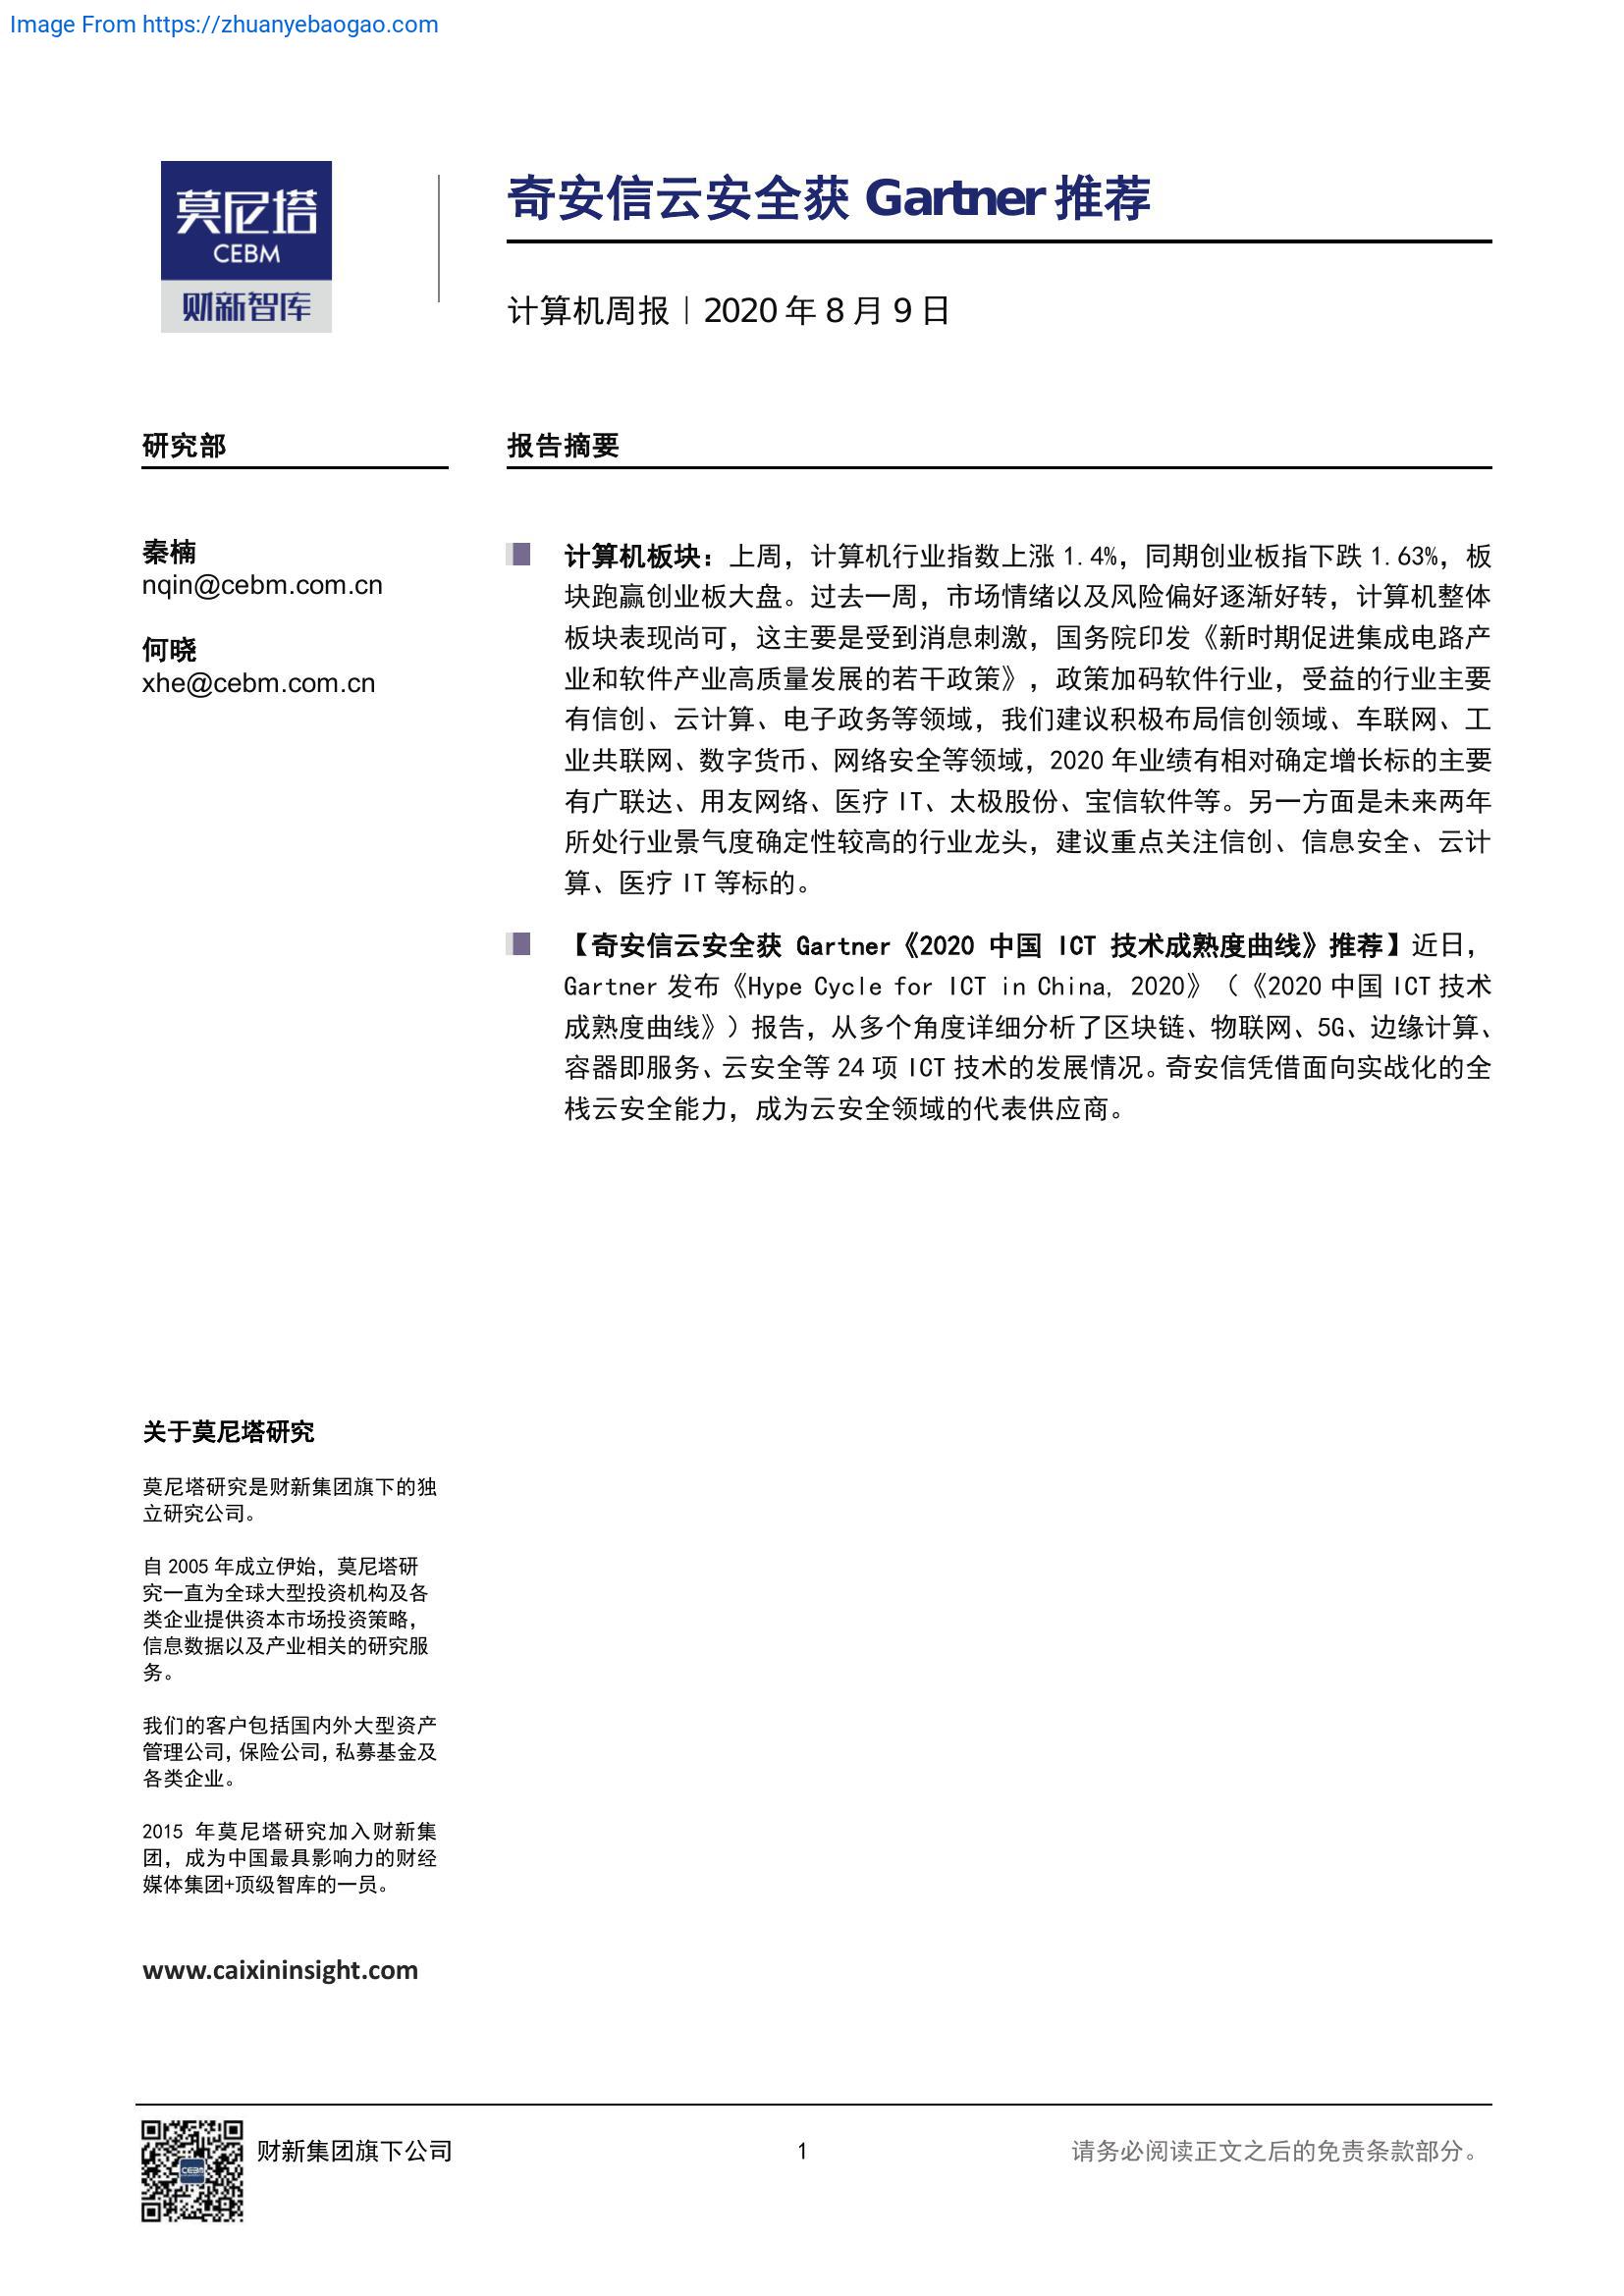 Image From https://zhuanyebaogao.com
莫尼塔
CEBM
财新智库
奇安信云安全获 Gartner 推荐
计算机周报｜2020 年 8 月 9 日
研究部
秦楠
nqin@cebm.com.cn
何晓
xhe@cebm.com.cn
报告摘要
计算机板块：上周，计算机行业指数上涨 1.4%，同期创业板指下跌 1.63%，板
块跑赢创业板大盘。过去一周，市场情绪以及风险偏好逐渐好转，计算机整体
板块表现尚可，这主要是受到消息刺激，国务院印发《新时期促进集成电路产
业和软件产业高质量发展的若干政策》，政策加码软件行业，受益的行业主要
有信创、云计算、电子政务等领域，我们建议积极布局信创领域、车联网、工
业共联网、数字货币、网络安全等领域，2020 年业绩有相对确定增长标的主要
有广联达、用友网络、医疗 IT、太极股份、宝信软件等。另一方面是未来两年
所处行业景气度确定性较高的行业龙头，建议重点关注信创、信息安全、云计
算、医疗 IT 等标的。
【奇安信云安全获 Gartner《2020 中国 ICT 技术成熟度曲线》推荐】近日，
Gartner 发布《Hype Cycle for ICT in China, 2020》（《2020 中国 ICT 技术
成熟度曲线》）报告，从多个角度详细分析了区块链、物联网、5G、边缘计算、
容器即服务、云安全等 24 项 ICT 技术的发展情况。奇安信凭借面向实战化的全
栈云安全能力，成为云安全领域的代表供应商。
关于莫尼塔研究
莫尼塔研究是财新集团旗下的独
立研究公司。
自 2005 年成立伊始，莫尼塔研
究一直为全球大型投资机构及各
类企业提供资本市场投资策略，
信息数据以及产业相关的研究服
务。
我们的客户包括国内外大型资产
管理公司，保险公司，私募基金及
各类企业。
2015 年莫尼塔研究加入财新集
团，成为中国最具影响力的财经
媒体集团+顶级智库的一员。
www.caixininsight.com
CEBM
财新集团旗下公司
1
请务必阅读正文之后的免责条款部分。